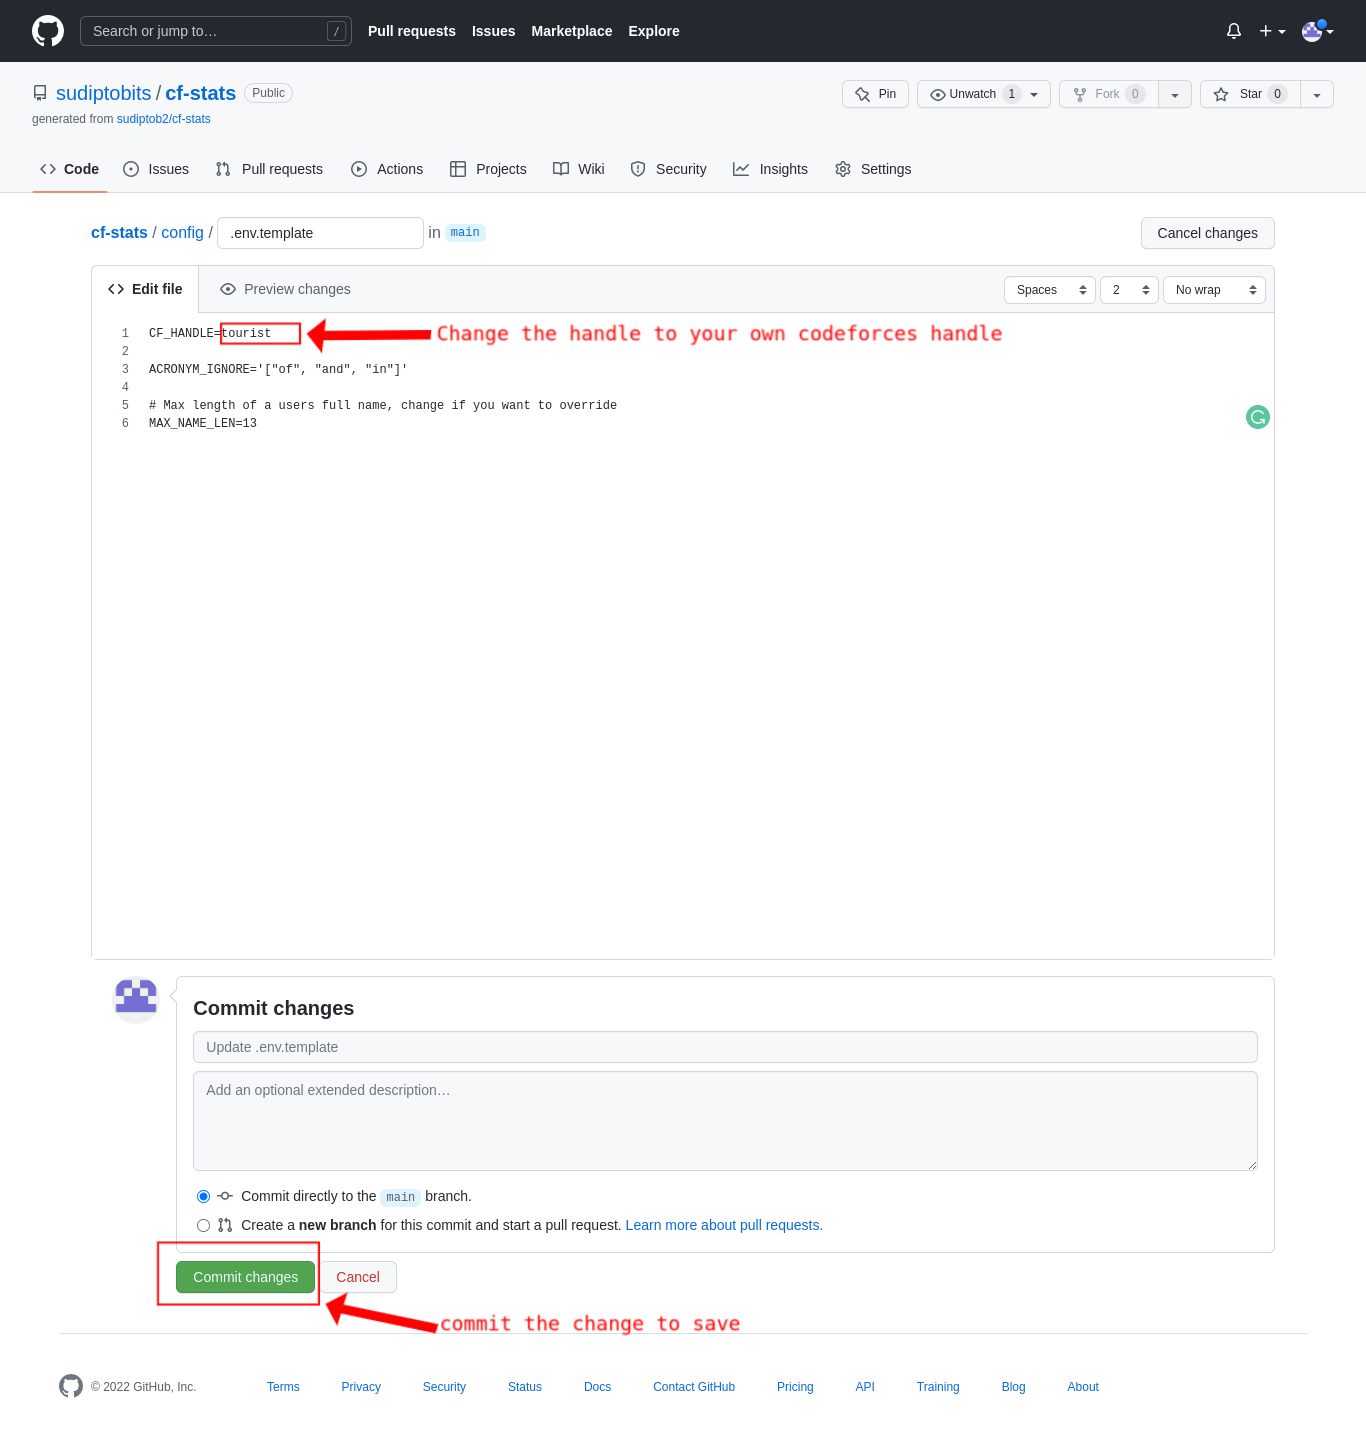 Search or jump to… /
Pull requests Issues Marketplace Explore
sudiptobits / cf-stats Public
Pin Unwatch 1 Fork 0 Star 0
generated from sudiptob2/cf-stats
Code Issues Pull requests Actions Projects Wiki Security Insights Settings
cf-stats / config / .env.template in main
Cancel changes
Edit file Preview changes
Spaces 2 No wrap
1 CF_HANDLE=tourist
Change the handle to your own codeforces handle
2
3 ACRONYM_IGNORE='["of", "and", "in"]'
4
5 # Max length of a users full name, change if you want to override
6 MAX_NAME_LEN=13
Commit changes
Update .env.template
Add an optional extended description…
Commit directly to the main branch.
Create a new branch for this commit and start a pull request. Learn more about pull requests.
Commit changes Cancel
commit the change to save
© 2022 GitHub, Inc. Terms Privacy Security Status Docs Contact GitHub Pricing API Training Blog About